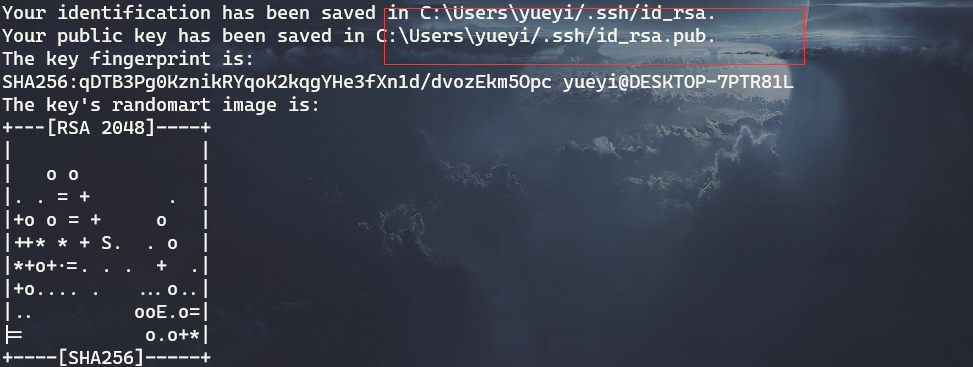 Your identification has been saved in C:\Users\yueyi/.ssh/id_rsa.
Your public key has been saved in C:\Users\yueyi/.ssh/id_rsa.pub.
The key fingerprint is:
SHA256:qDTB3Pg0KznikRYqoK2kqgYHe3fXn1d/dvozEkm5Opc yueyi@DESKTOP-7PTR81L
The key's randomart image is:
+---[RSA 2048]----+
|                 |
|   o o           |
|. . = +       .  |
|+o o = +     o   |
|++* * + S.  . o  |
|*+o+·=. . .  +  .|
|+o.... .   ...o..|
|..         ooE.o=|
|=           o.o+*|
+----[SHA256]-----+